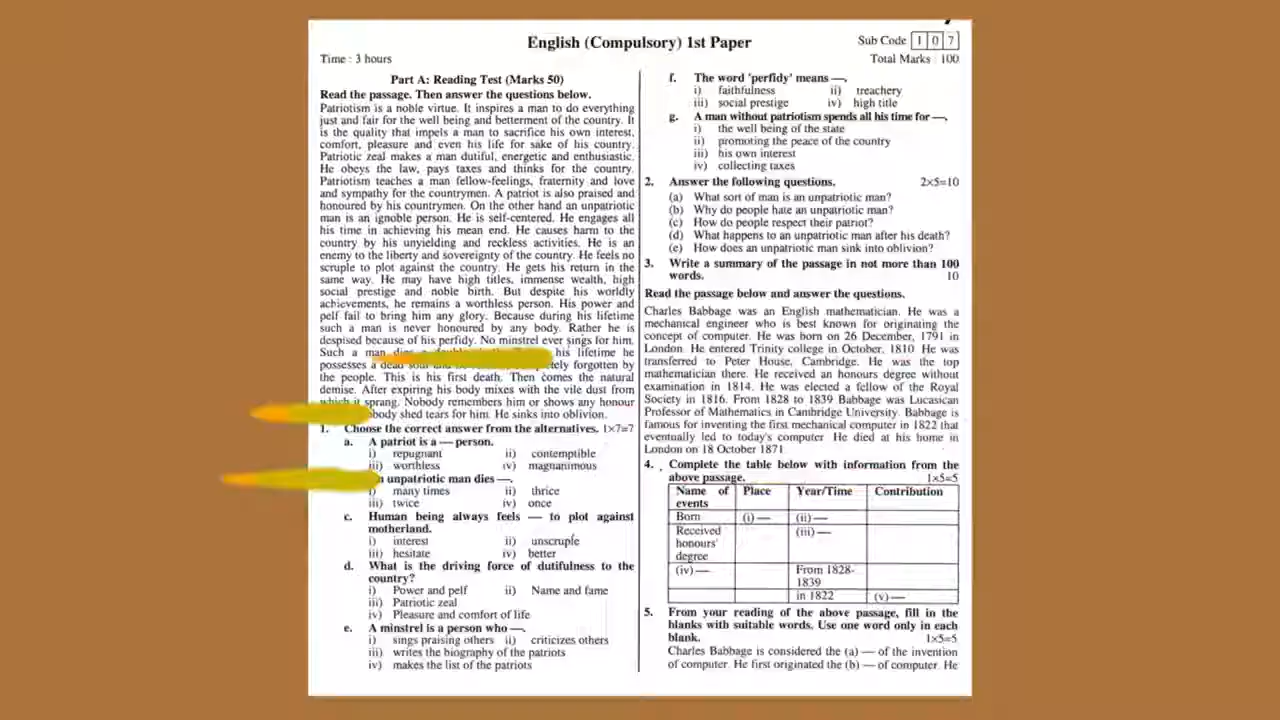 English (Compulsory) 1st Paper
Sub Code 1 0 7
Time : 3 hours
Total Marks 100
Part A: Reading Test (Marks 50)
Read the passage. Then answer the questions below.
Patriotism is a noble virtue. It inspires a man to do everything
just and fair for the well being and betterment of the country. It
is the quality that impels a man to sacrifice his own interest,
comfort, pleasure and even his life for sake of his country.
Patriotic zeal makes a man dutiful, energetic and enthusiastic.
He obeys the law, pays taxes and thinks for the country.
Patriotism teaches a man fellow-feelings, fraternity and love
and sympathy for the countrymen. A patriot is also praised and
honoured by his countrymen. On the other hand an unpatriotic
man is an ignoble person. He is self-centered. He engages all
his time in achieving his mean end. He causes harm to the
country by his unyielding and reckless activities. He is an
enemy to the liberty and sovereignty of the country. He feels no
scruple to plot against the country. He gets his return in the
same way. He may have high titles, immense wealth, high
social prestige and noble birth. But despite his worldly
achievements, he remains a worthless person. His power and
pelf fail to bring him any glory. Because during his lifetime
such a man is never honoured by any body. Rather he is
despised because of his perfidy. No minstrel ever sings for him.
Such a man his lifetime he
possesses a dead forgotten by
the people. This is his first death. Then comes the natural
demise. After expiring his body mixes with the vile dust from
which it sprang. Nobody remembers him or shows any honour
body shed tears for him. He sinks into oblivion.
1. Choose the correct answer from the alternatives. 1×7=7
a. A patriot is a — person.
i) repugnant ii) contemptible
iii) worthless iv) magnanimous
unpatriotic man dies —.
i) many times ii) thrice
iii) twice iv) once
c. Human being always feels — to plot against
motherland.
i) interest ii) unscruple
iii) hesitate iv) better
d. What is the driving force of dutifulness to the
country?
i) Power and pelf ii) Name and fame
iii) Patriotic zeal
iv) Pleasure and comfort of life
e. A minstrel is a person who —.
i) sings praising others ii) criticizes others
iii) writes the biography of the patriots
iv) makes the list of the patriots
f. The word 'perfidy' means —.
i) faithfulness ii) treachery
iii) social prestige iv) high title
g. A man without patriotism spends all his time for —.
i) the well being of the state
ii) promoting the peace of the country
iii) his own interest
iv) collecting taxes
2. Answer the following questions. 2×5=10
(a) What sort of man is an unpatriotic man?
(b) Why do people hate an unpatriotic man?
(c) How do people respect their patriot?
(d) What happens to an unpatriotic man after his death?
(e) How does an unpatriotic man sink into oblivion?
3. Write a summary of the passage in not more than 100
words. 10
Read the passage below and answer the questions.
Charles Babbage was an English mathematician. He was a
mechanical engineer who is best known for originating the
concept of computer. He was born on 26 December, 1791 in
London. He entered Trinity college in October, 1810 He was
transferred to Peter House, Cambridge. He was the top
mathematician there. He received an honours degree without
examination in 1814. He was elected a fellow of the Royal
Society in 1816. From 1828 to 1839 Babbage was Lucasican
Professor of Mathematics in Cambridge University. Babbage is
famous for inventing the first mechanical computer in 1822 that
eventually led to today's computer He died at his home in
London on 18 October 1871
4. Complete the table below with information from the
above passage. 1×5=5
Name of events Place Year/Time Contribution
Born (i) — (ii) —
Received honours' degree (iii) —
(iv) — From 1828-1839
in 1822 (v) —
5. From your reading of the above passage, fill in the
blanks with suitable words. Use one word only in each
blank. 1×5=5
Charles Babbage is considered the (a) — of the invention
of computer. He first originated the (b) — of computer. He